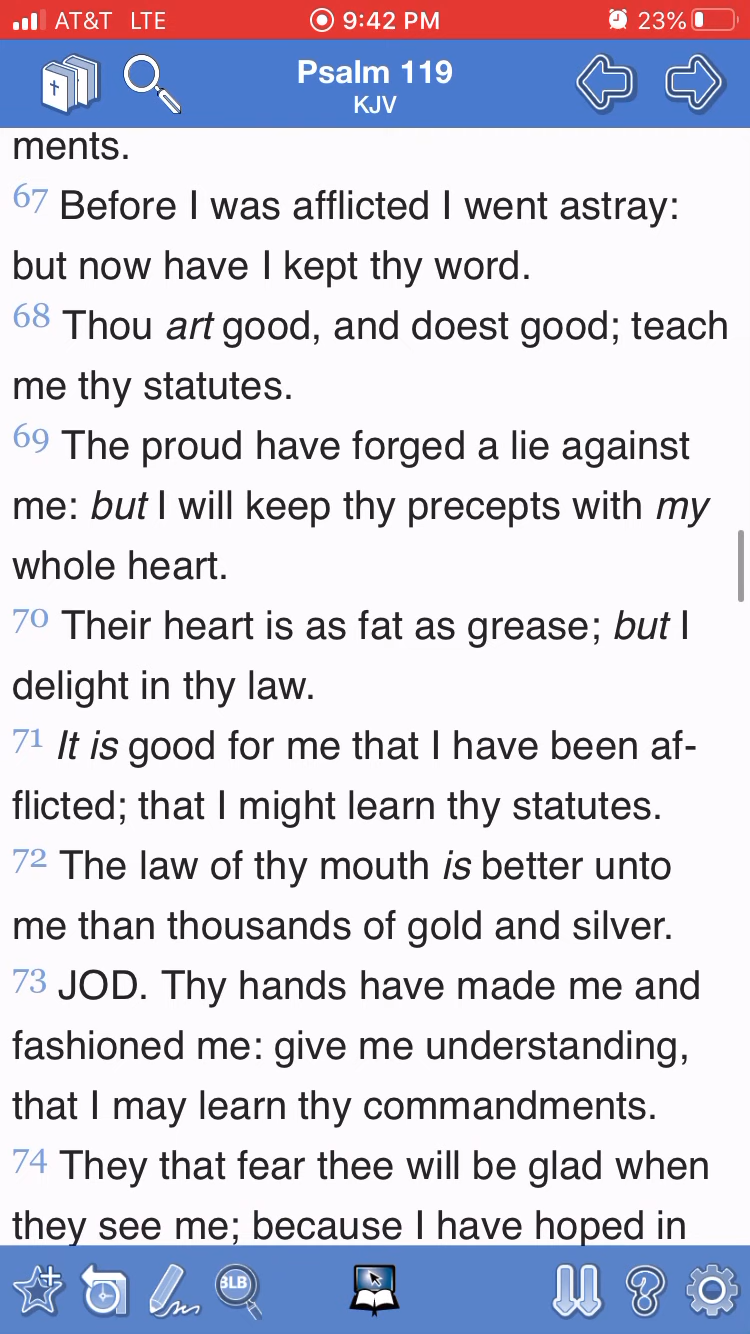 AT&T LTE 9:42 PM 23%
Psalm 119
KJV
ments.
67 Before I was afflicted I went astray:
but now have I kept thy word.
68 Thou art good, and doest good; teach
me thy statutes.
69 The proud have forged a lie against
me: but I will keep thy precepts with my
whole heart.
70 Their heart is as fat as grease; but I
delight in thy law.
71 It is good for me that I have been af-
flicted; that I might learn thy statutes.
72 The law of thy mouth is better unto
me than thousands of gold and silver.
73 JOD. Thy hands have made me and
fashioned me: give me understanding,
that I may learn thy commandments.
74 They that fear thee will be glad when
they see me; because I have hoped in
BLB